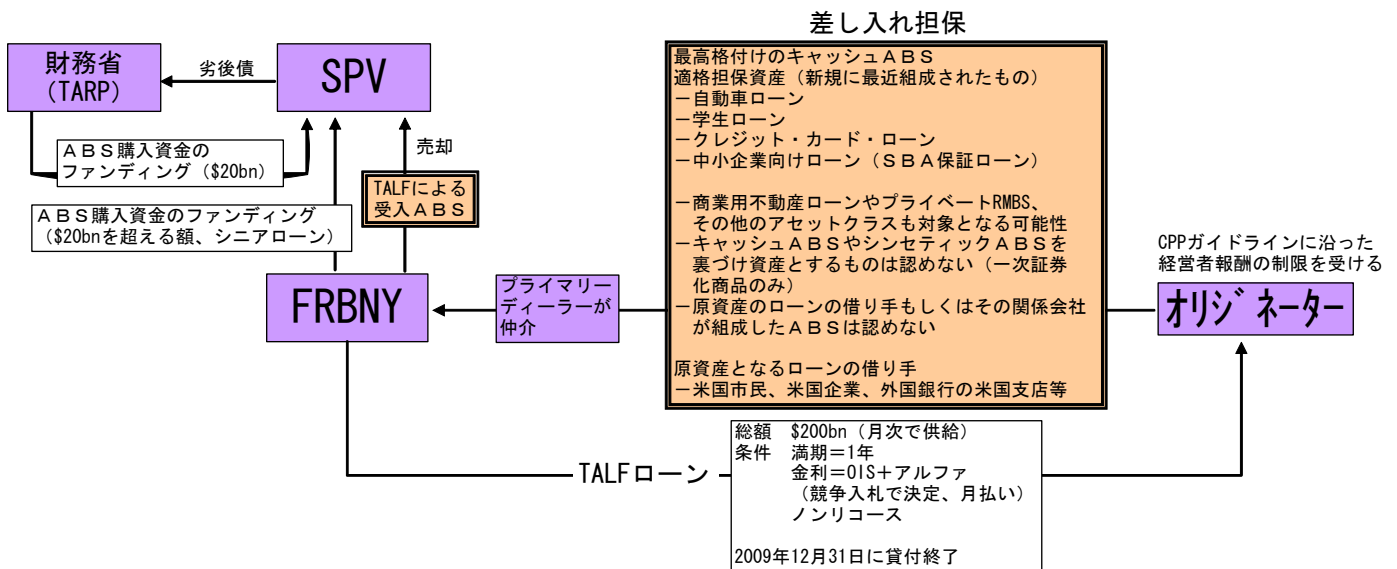 差し入れ担保
財務省
(TARP)
劣後債
SPV
ABS購入資金の
ファンディング($20bn)
売却
TALFによる
受入ABS
ABS購入資金のファンディング
($20bnを超える額、シニアローン)
FRBNY
プライマリー
ディーラーが
仲介
最高格付けのキャッシュABS
適格担保資産(新規に最近組成されたもの)
-自動車ローン
-学生ローン
-クレジット・カード・ローン
-中小企業向けローン(SBA保証ローン)
-商業用不動産ローンやプライベートRMBS、
その他のアセットクラスも対象となる可能性
-キャッシュABSやシンセティックABSを
裏づけ資産とするものは認めない(一次証券
化商品のみ)
-原資産のローンの借り手もしくはその関係会社
が組成したABSは認めない
原資産となるローンの借り手
-米国市民、米国企業、外国銀行の米国支店等
CPPガイドラインに沿った
経営者報酬の制限を受ける
オリジネーター
TALFローン
総額 $200bn(月次で供給)
条件 満期=1年
金利=OIS+アルファ
(競争入札で決定、月払い)
ノンリコース
2009年12月31日に貸付終了